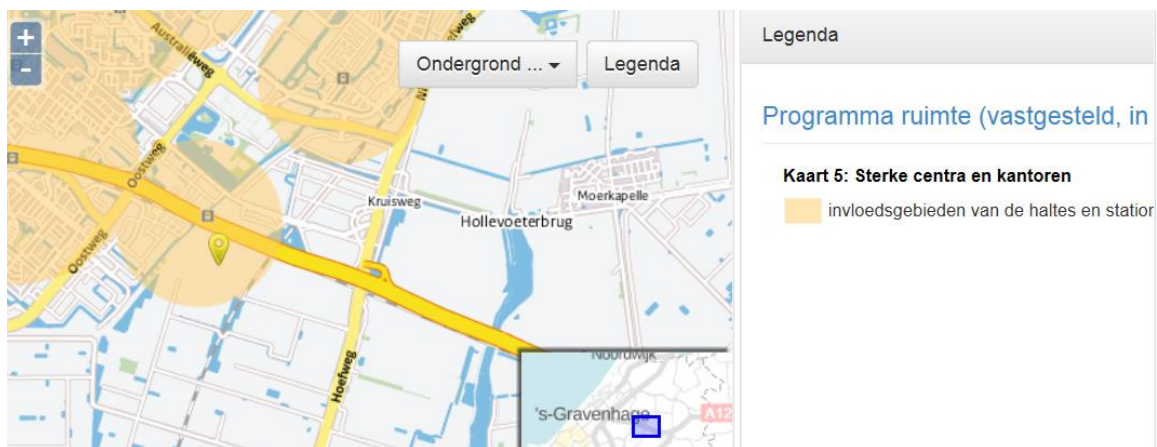 +
-
Australiëweg
Ondergrond ...
Legenda
Oostweg
Kruisweg
Hollevoeterbrug
Moerkapelle
Oostweg
Hoefweg
Noordwijk
's-Gravenhage
A12
Legenda
Programma ruimte (vastgesteld, in
Kaart 5: Sterke centra en kantoren
invloedsgebieden van de haltes en station